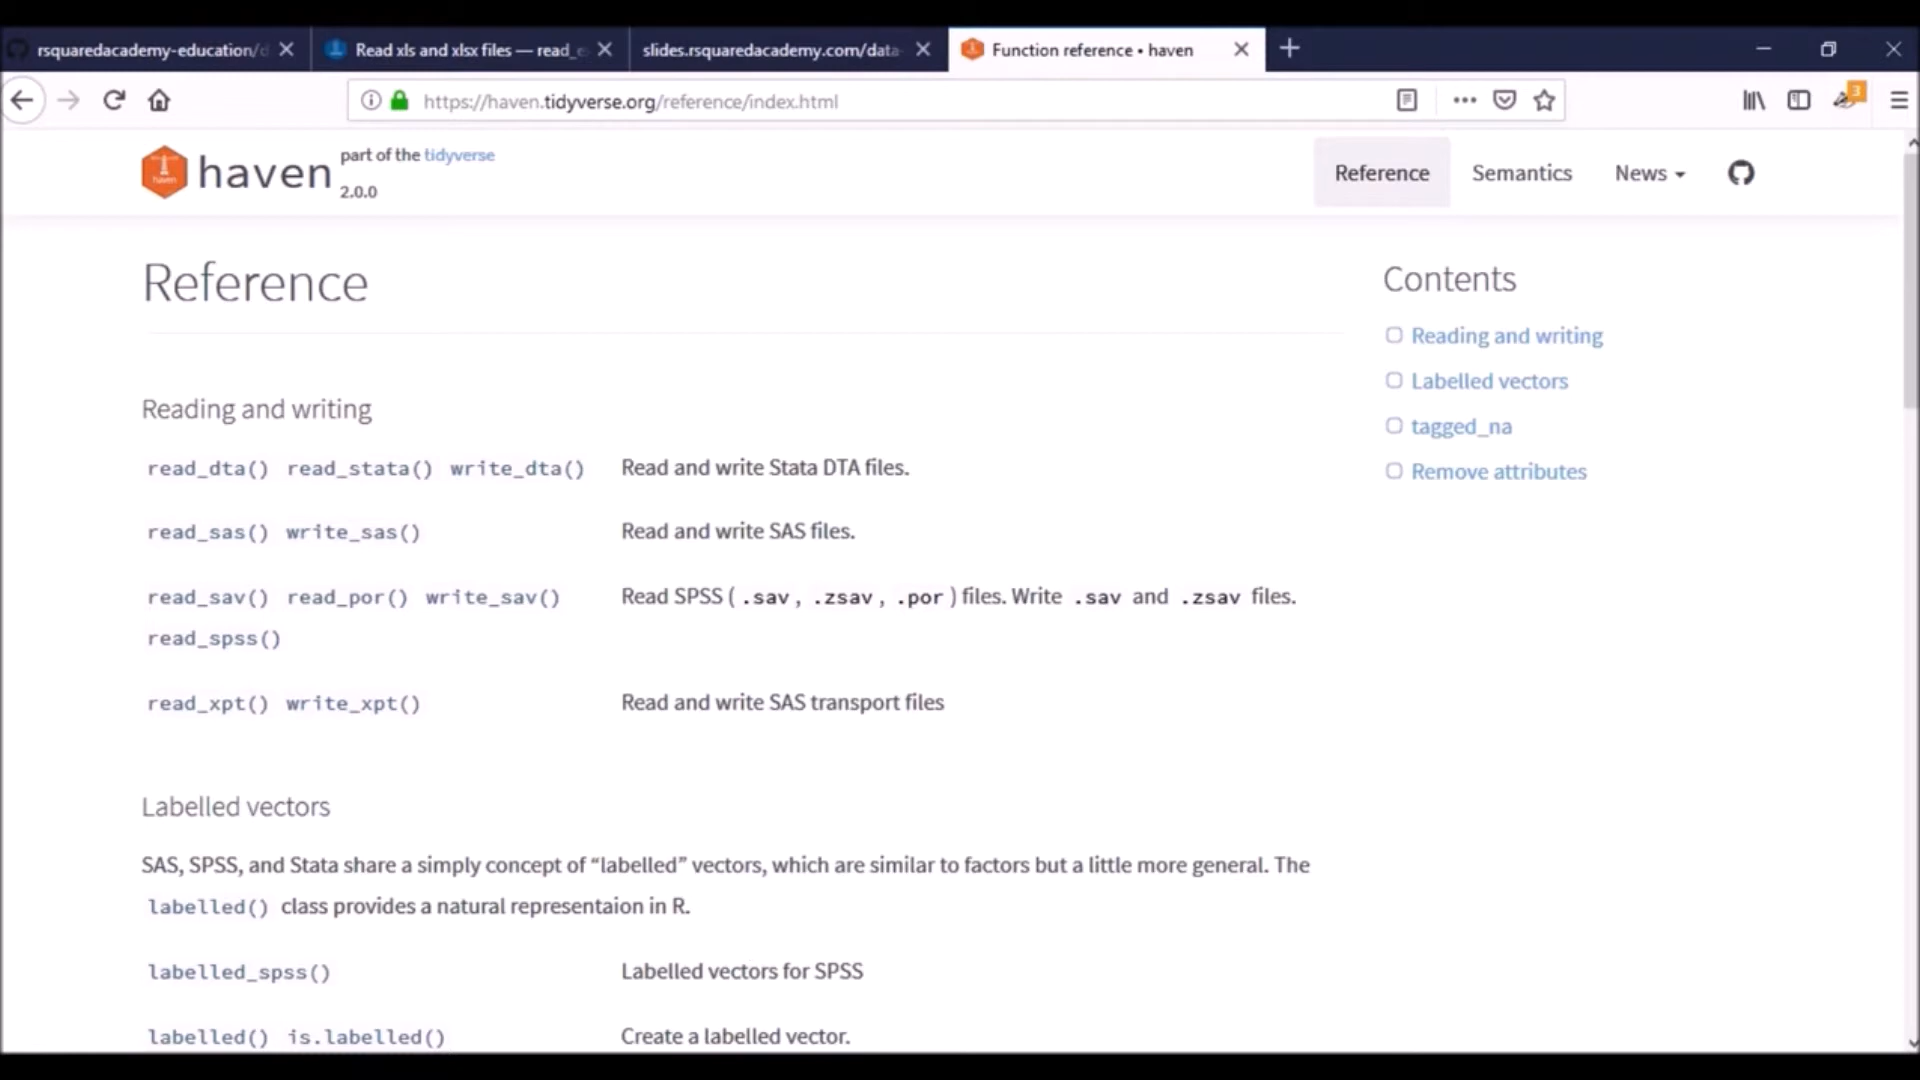 rsquaredacademy-education/
Read xls and xlsx files — read_e
slides.rsquaredacademy.com/data-
Function reference • haven
https://haven.tidyverse.org/reference/index.html
3
haven
haven part of the tidyverse
2.0.0
Reference
Semantics
News
Reference
Contents
Reading and writing
Labelled vectors
tagged_na
Remove attributes
Reading and writing
read_dta() read_stata() write_dta() Read and write Stata DTA files.
read_sas() write_sas() Read and write SAS files.
read_sav() read_por() write_sav() Read SPSS ( .sav , .zsav , .por ) files. Write .sav and .zsav files.
read_spss()
read_xpt() write_xpt() Read and write SAS transport files
Labelled vectors
SAS, SPSS, and Stata share a simply concept of “labelled” vectors, which are similar to factors but a little more general. The
labelled() class provides a natural representaion in R.
labelled_spss() Labelled vectors for SPSS
labelled() is.labelled() Create a labelled vector.